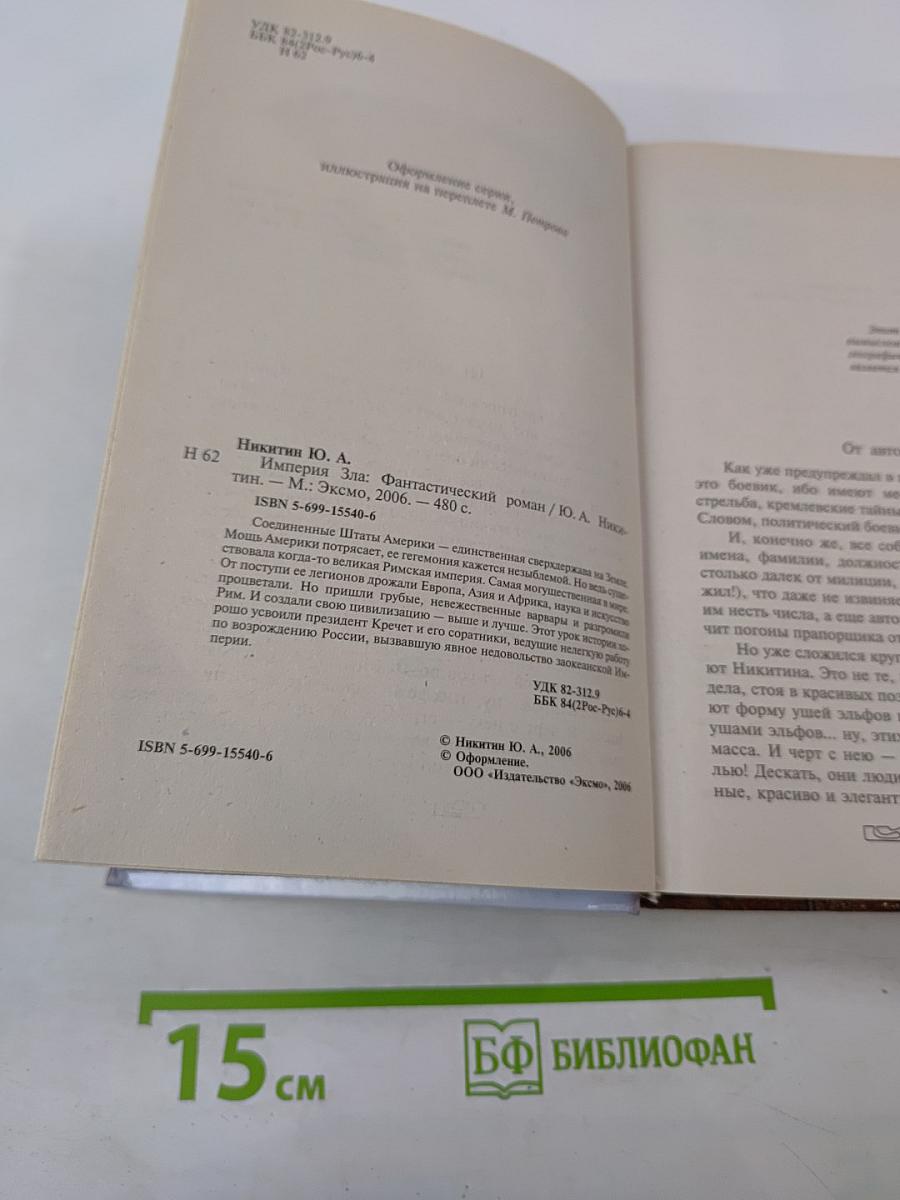 УДК 82-312.9
ББК 84(2Рос-Рус)6-4
Н 62
Оформление серии,
иллюстрация на переплете М. Петрова
Никитин Ю. А.
Н 62 Империя Зла: Фантастический роман / Ю. А. Ники-
тин. — М.: Эксмо, 2006. — 480 с.
ISBN 5-699-15540-6
Соединенные Штаты Америки — единственная сверхдержава на Земле.
Мощь Америки потрясает, ее гегемония кажется незыблемой. Но ведь суще-
ствовала когда-то великая Римская империя. Самая могущественная в мире.
От поступи ее легионов дрожали Европа, Азия и Африка, наука и искусство
процветали. Но пришли грубые, невежественные варвары и разгромили
Рим. И создали свою цивилизацию — выше и лучше. Этот урок истории хо-
рошо усвоили президент Кречет и его соратники, ведущие нелегкую работу
по возрождению России, вызвавшую явное недовольство заокеанской Им-
перии.
УДК 82-312.9
ББК 84(2Рос-Рус)6-4
ISBN 5-699-15540-6
© Никитин Ю. А., 2006
© Оформление.
ООО «Издательство «Эксмо», 2006
От авто
Как уже предупреждал в
это боевик, ибо имеют ме
стрельба, кремлевские тайны
Словом, политический боеви
И, конечно же, все соб
имена, фамилии, должнос
столько далек от милиции,
жил!), что даже не извиняе
им несть числа, а еще авто
чит погоны прапорщика от
Но уже сложился круг
ют Никитина. Это не те,
дела, стоя в красивых поз
ют форму ушей эльфов
ушами эльфов... ну, этих
масса. И черт с нею —
лью! Дескать, они люди
ные, красиво и элегант
15 см
БФ БИБЛИОФАН